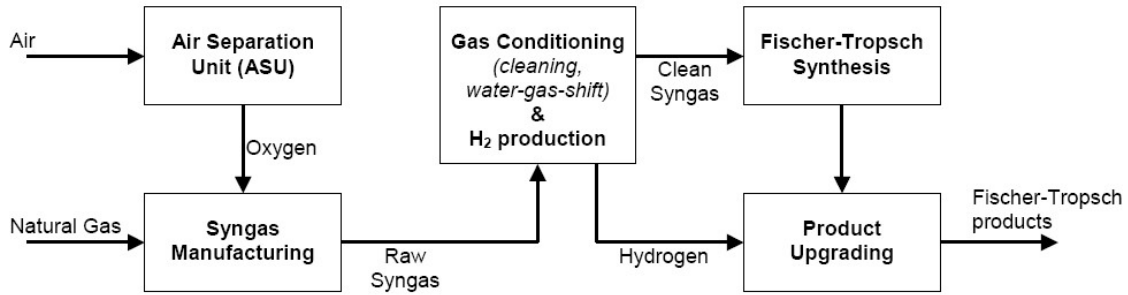 Air
Air Separation
Unit (ASU)
Oxygen
Natural Gas
Syngas
Manufacturing
Raw
Syngas
Gas Conditioning
(cleaning,
water-gas-shift)
&
H₂ production
Clean
Syngas
Hydrogen
Fischer-Tropsch
Synthesis
Product
Upgrading
Fischer-Tropsch
products